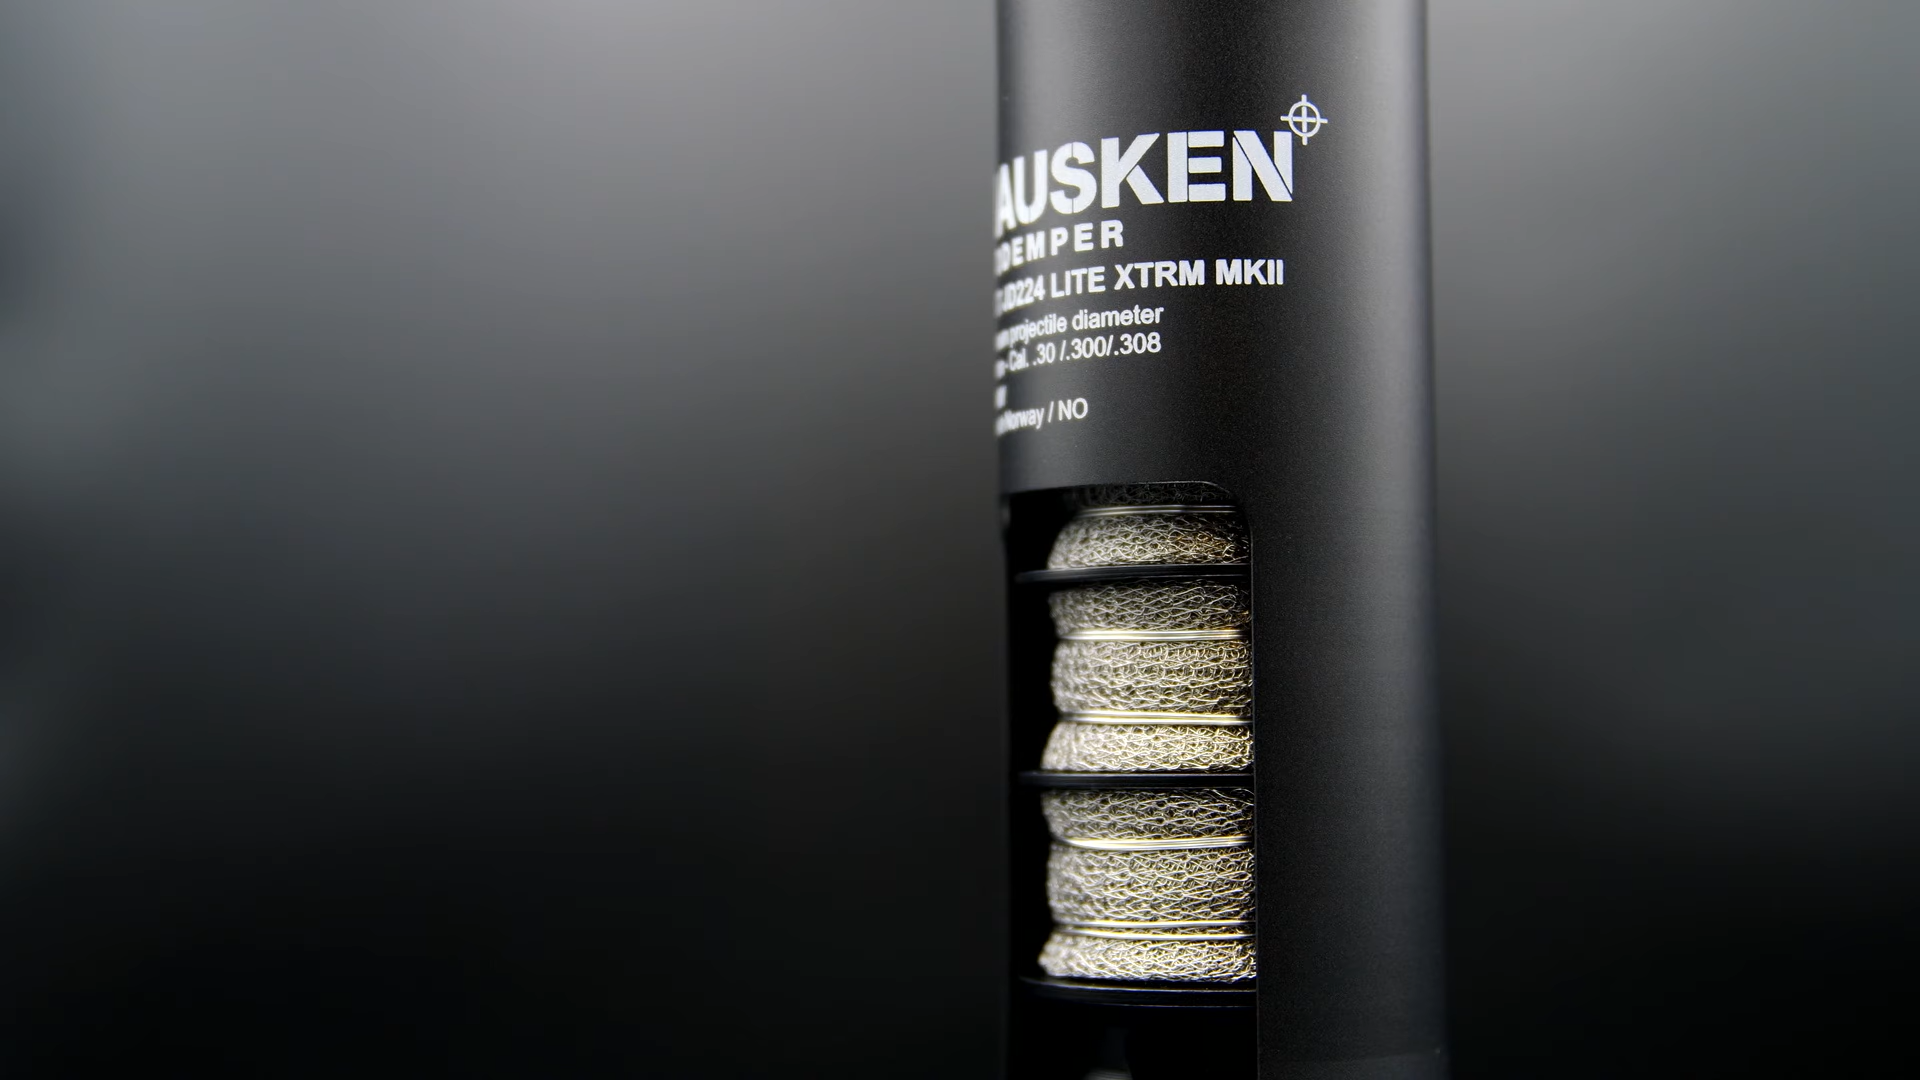 AUSKEN
DEMPER
JD224 LITE XTRM MKII
projectile diameter
Cal. .30 /.300/.308
Norway / NO